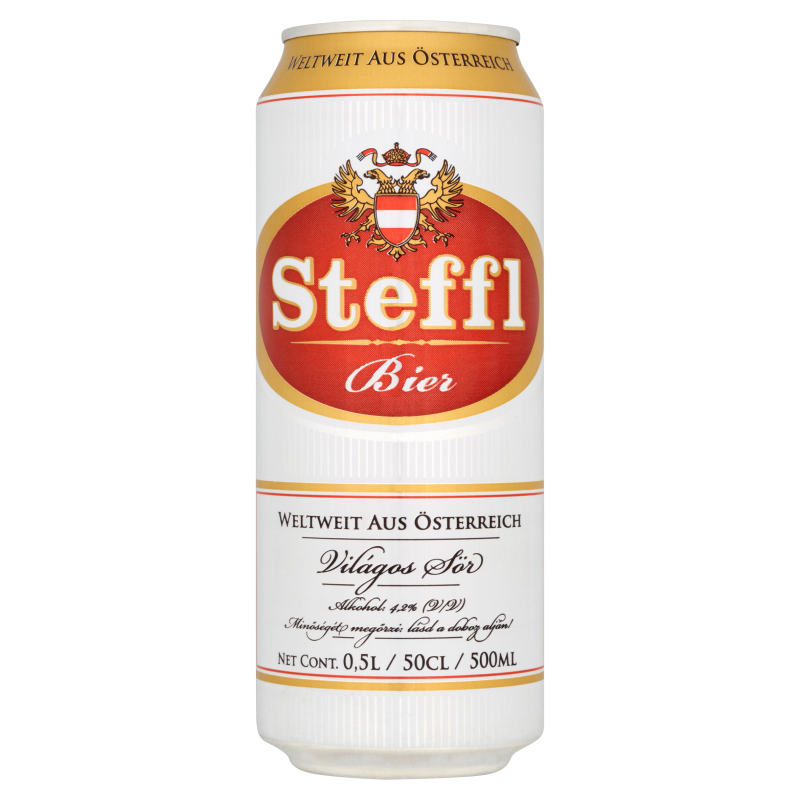 WELTWEIT AUS ÖSTERREICH
Steffl
Bier
WELTWEIT AUS ÖSTERREICH
Világos Sör
Alkohol: 4,2% (V/V)
Minőségét megőrzi: lásd a doboz alján!
NET CONT. 0,5L / 50CL / 500ML